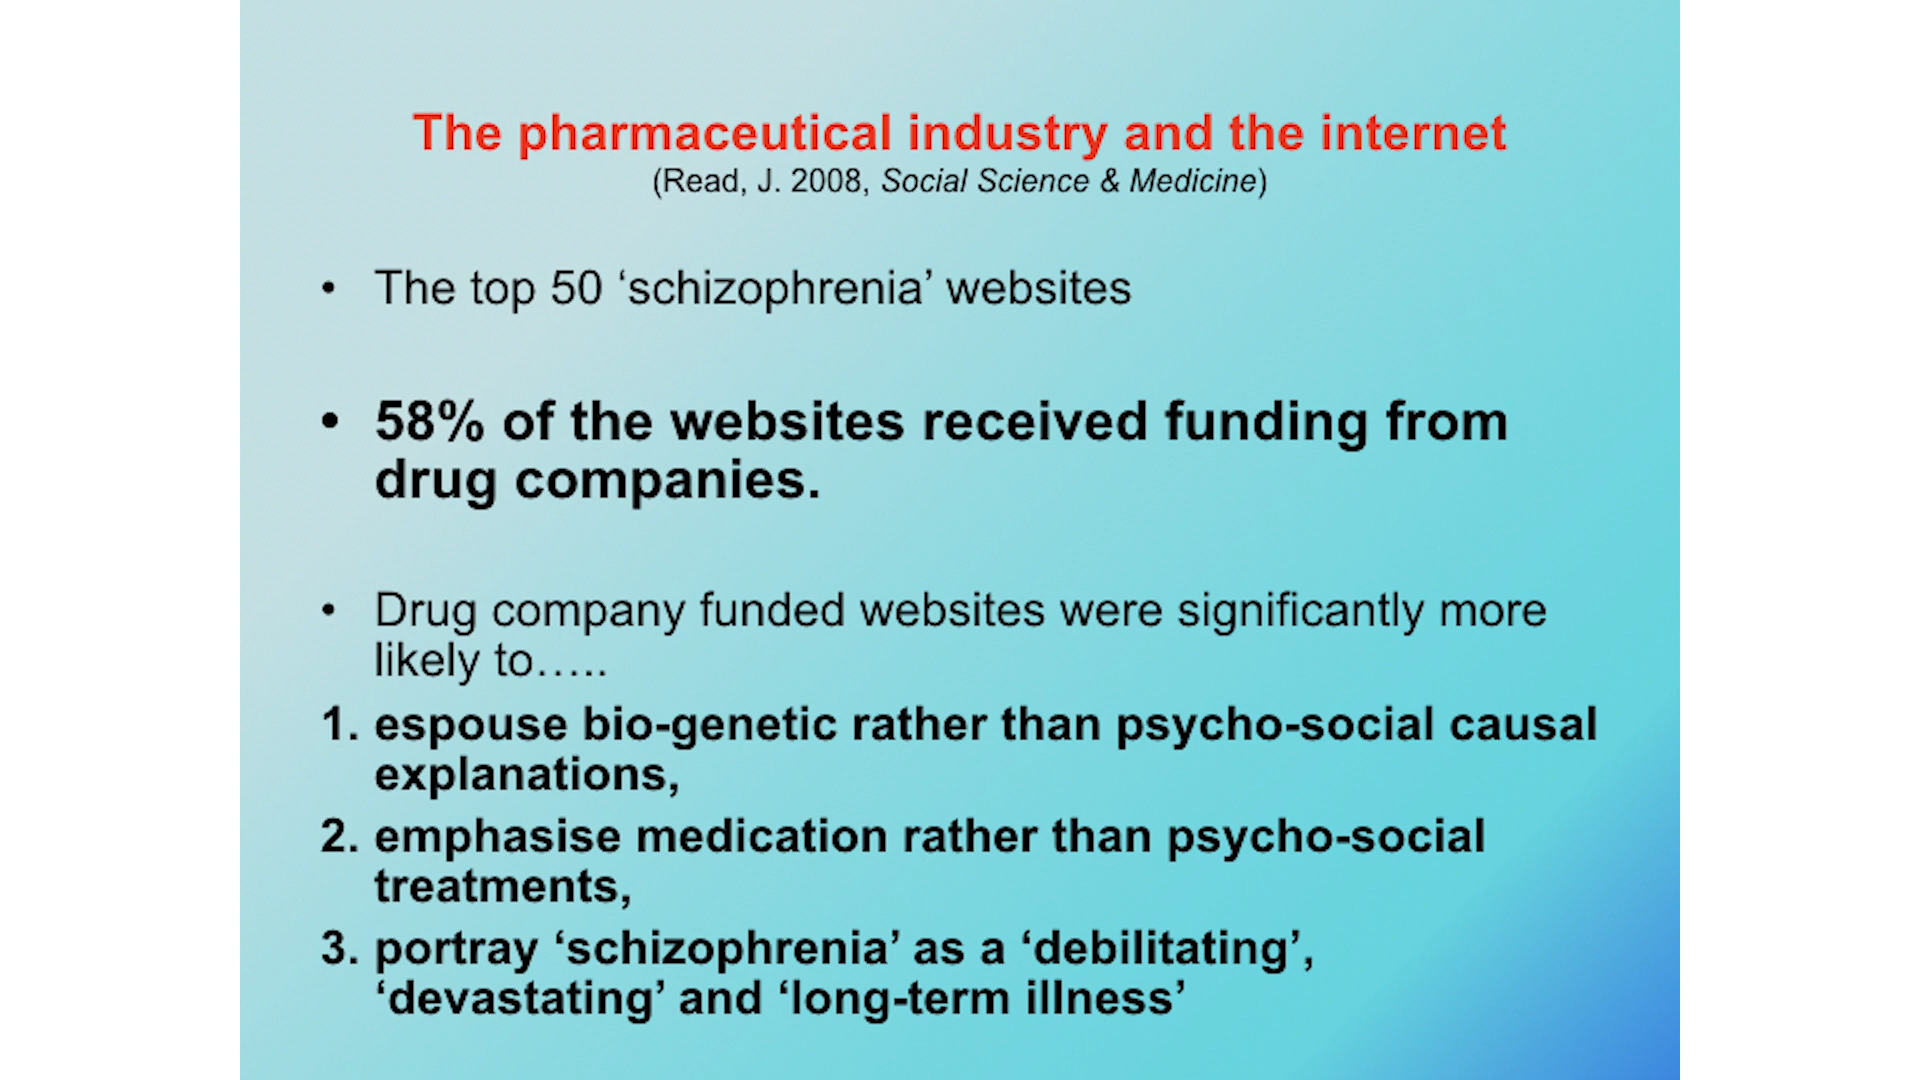 The pharmaceutical industry and the internet
(Read, J. 2008, Social Science & Medicine)
• The top 50 ‘schizophrenia’ websites
• 58% of the websites received funding from
drug companies.
• Drug company funded websites were significantly more
likely to…..
1. espouse bio-genetic rather than psycho-social causal
explanations,
2. emphasise medication rather than psycho-social
treatments,
3. portray ‘schizophrenia’ as a ‘debilitating’,
‘devastating’ and ‘long-term illness’